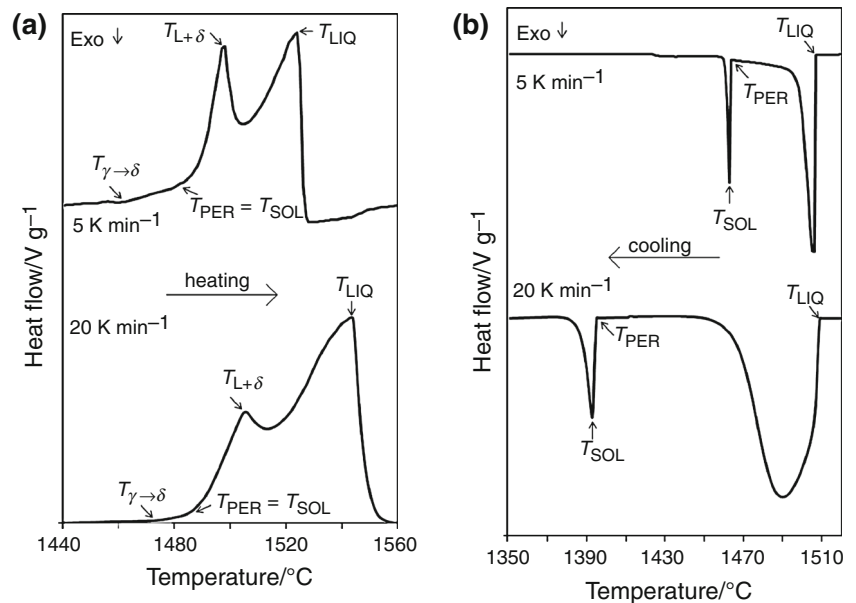 (a)
Exo ↓
T_L+δ
T_LIQ
T_γ→δ
T_PER = T_SOL
5 K min⁻¹
heating
T_LIQ
20 K min⁻¹
T_L+δ
T_γ→δ
T_PER = T_SOL
Heat flow/V g⁻¹
1440 1480 1520 1560
Temperature/°C
(b)
Exo ↓
T_LIQ
5 K min⁻¹
T_PER
T_SOL
cooling
20 K min⁻¹
T_LIQ
T_PER
T_SOL
Heat flow/V g⁻¹
1350 1390 1430 1470 1510
Temperature/°C